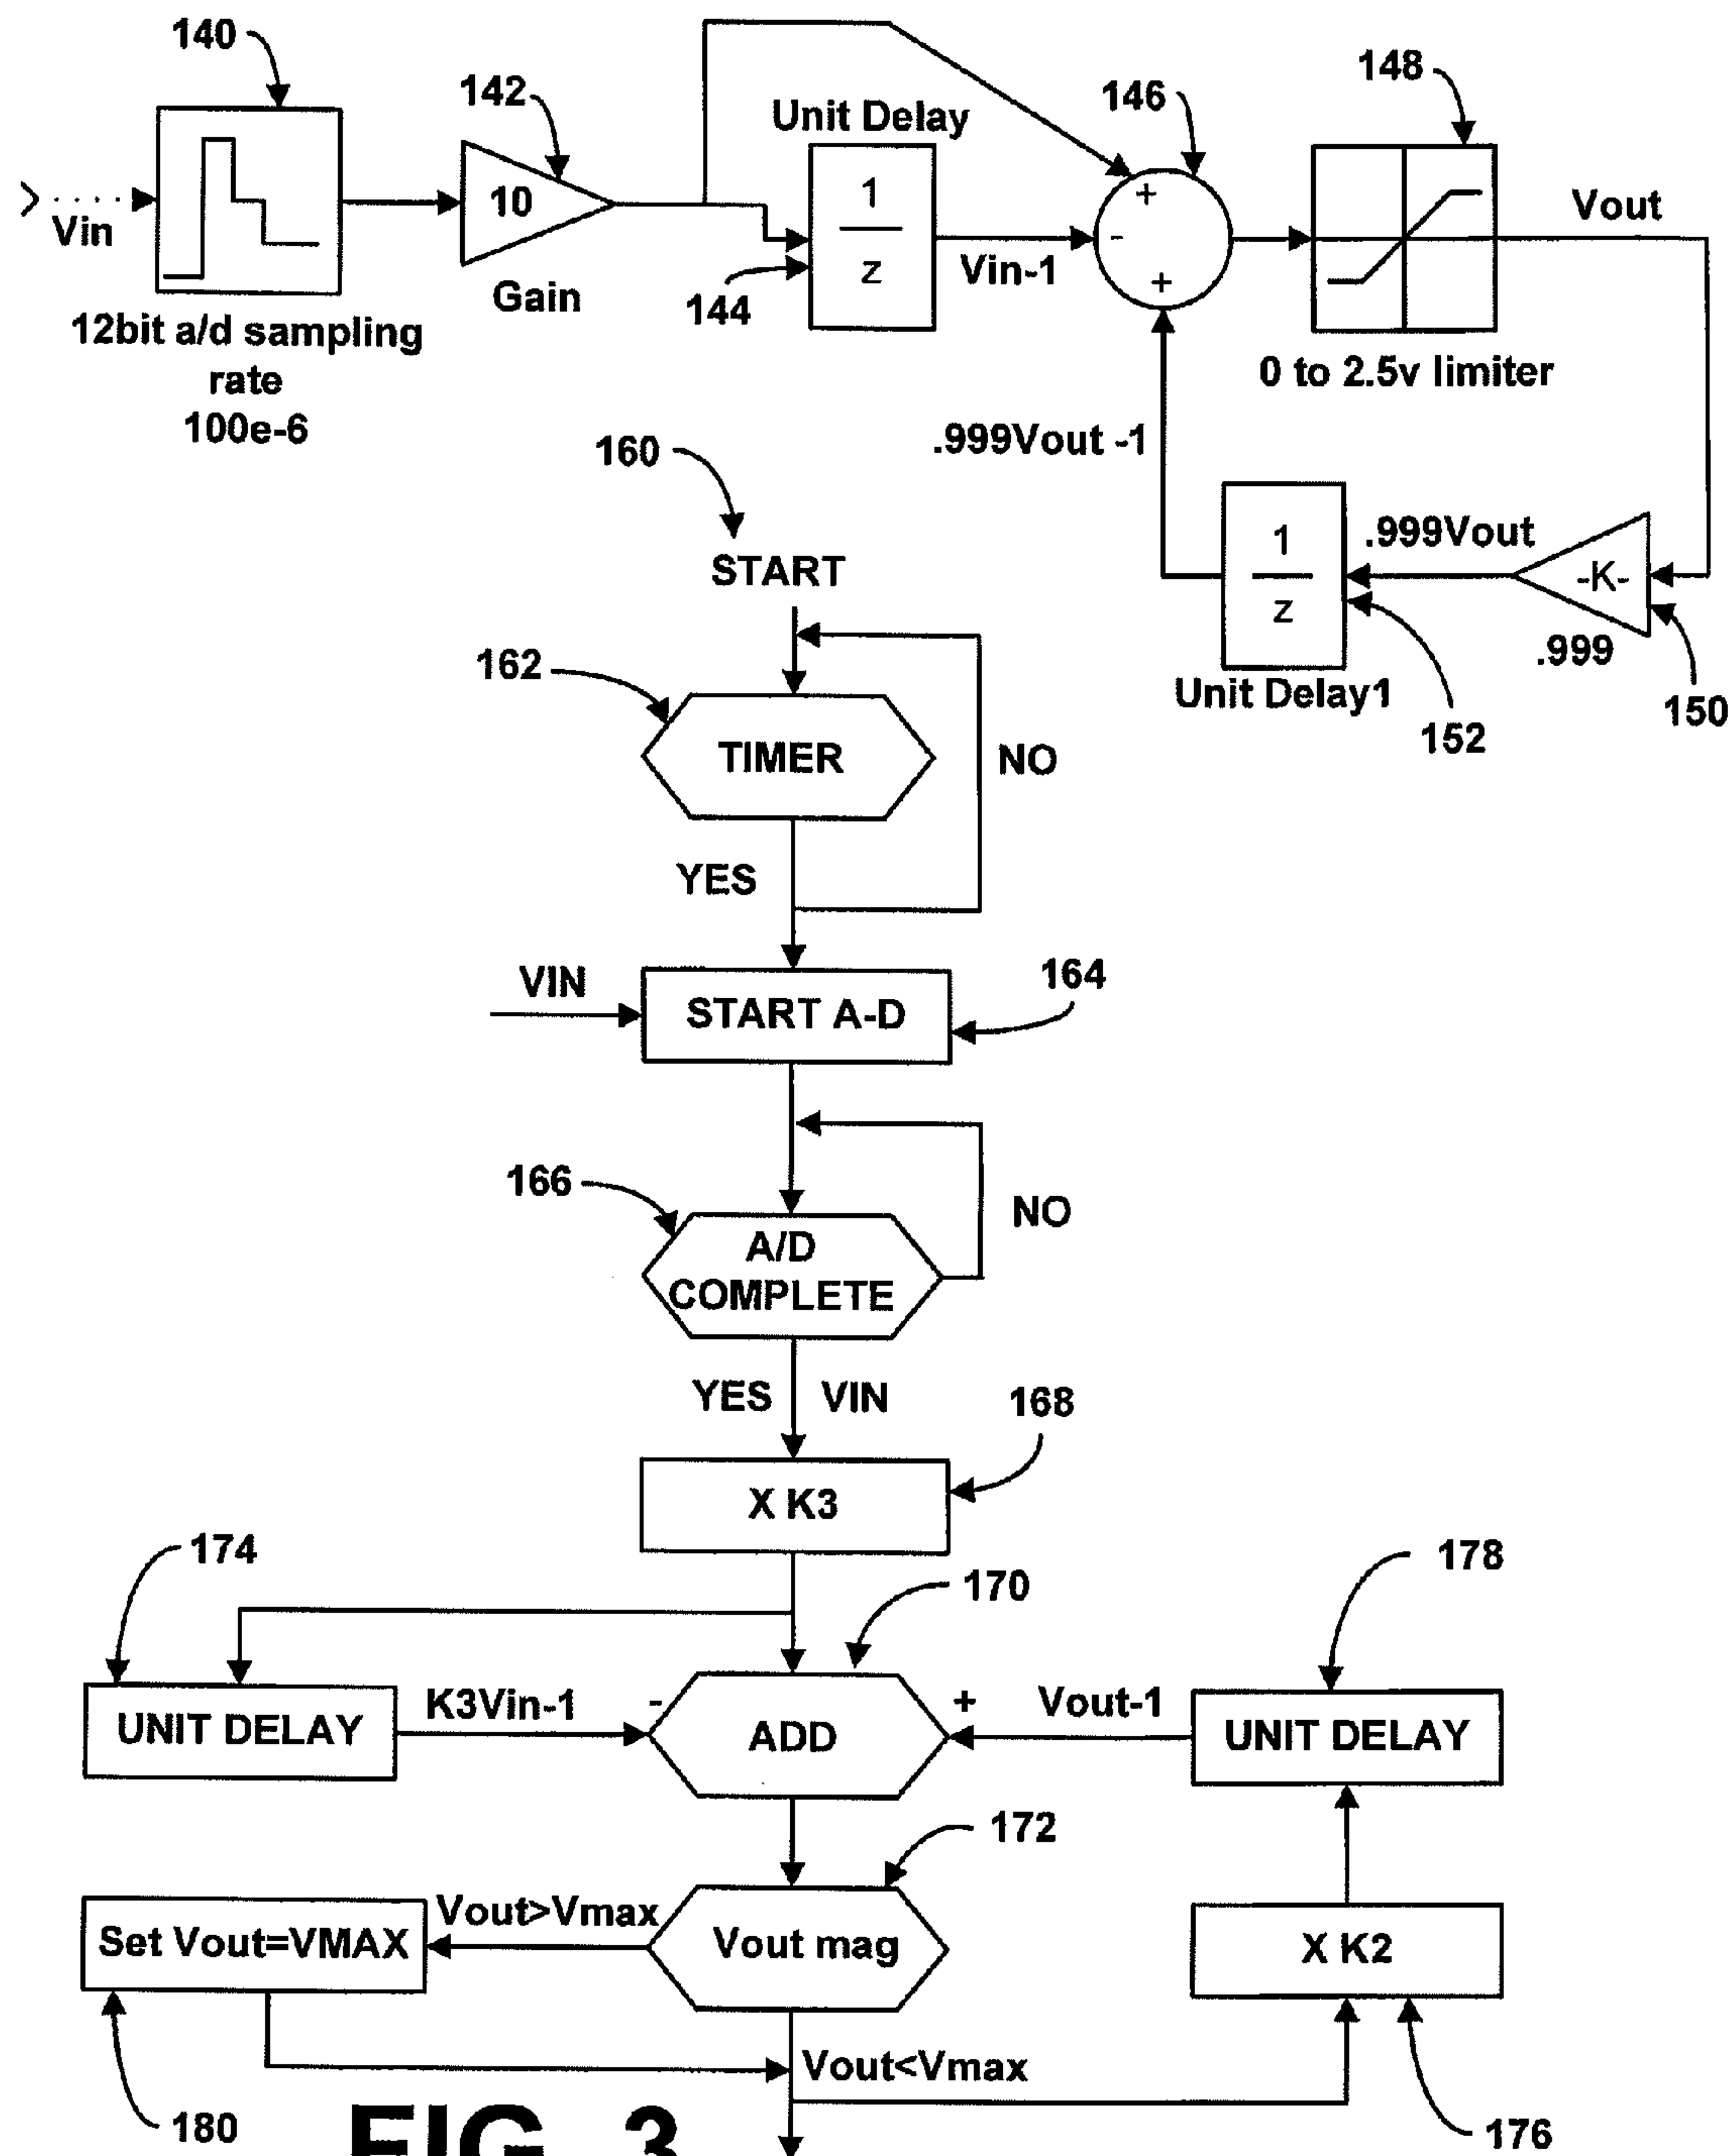 140
142
Unit Delay
146
148
Vin
10
1
z
+
-
+
Vin-1
Vout
Gain
144
12bit a/d sampling
rate
100e-6
0 to 2.5v limiter
.999Vout -1
160
START
1
z
.999Vout
-K-
.999
Unit Delay1
152
150
162
TIMER
NO
YES
VIN
START A-D
164
166
A/D
COMPLETE
NO
YES
VIN
168
X K3
174
170
178
UNIT DELAY
K3Vin-1
-
ADD
+
Vout-1
UNIT DELAY
172
Set Vout=VMAX
Vout>Vmax
Vout mag
X K2
Vout<Vmax
180
176
FIG. 3